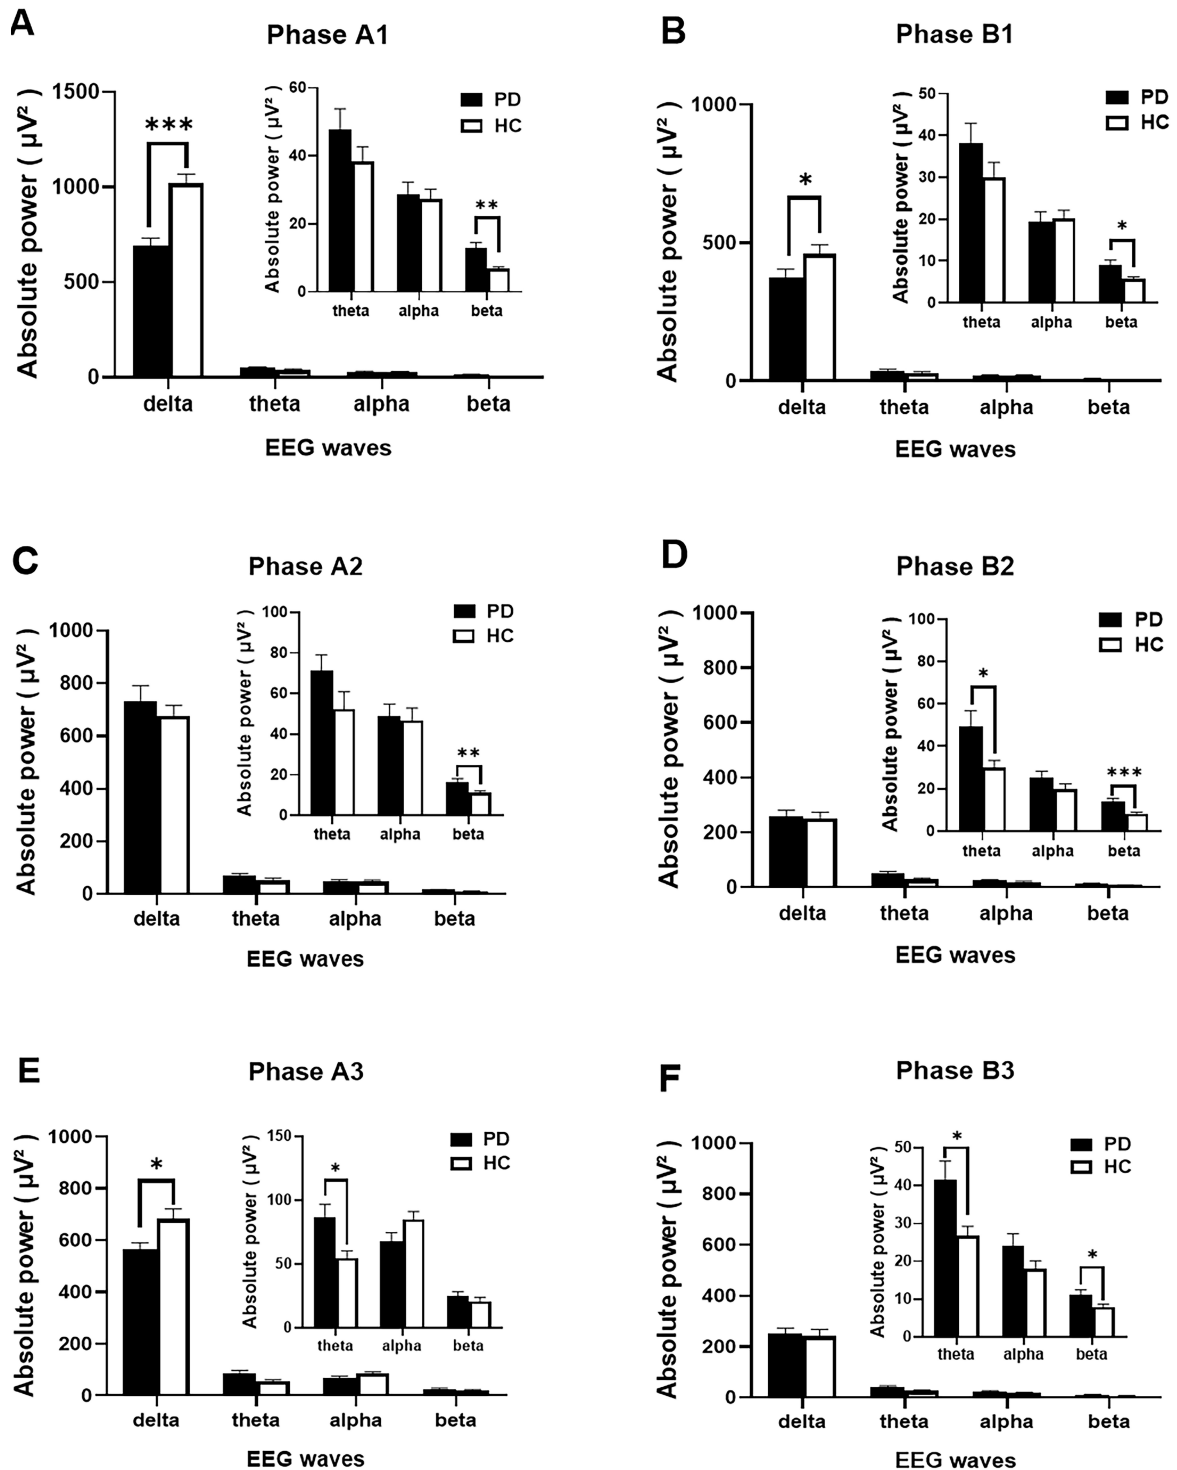 A
Phase A1
Absolute power ( μV² )
1500
1000
500
0
***
delta
theta
alpha
beta
EEG waves
Absolute power ( μV² )
60
40
20
0
**
theta
alpha
beta
PD
HC
B
Phase B1
Absolute power ( μV² )
1000
500
0
*
delta
theta
alpha
beta
EEG waves
Absolute power ( μV² )
50
40
30
20
10
0
*
theta
alpha
beta
PD
HC
C
Phase A2
Absolute power ( μV² )
1000
800
600
400
200
0
delta
theta
alpha
beta
EEG waves
Absolute power ( μV² )
100
80
60
40
20
0
**
theta
alpha
beta
PD
HC
D
Phase B2
Absolute power ( μV² )
1000
800
600
400
200
0
delta
theta
alpha
beta
EEG waves
Absolute power ( μV² )
100
80
60
40
20
0
*
***
theta
alpha
beta
PD
HC
E
Phase A3
Absolute power ( μV² )
1000
800
600
400
200
0
*
delta
theta
alpha
beta
EEG waves
Absolute power ( μV² )
150
100
50
0
*
theta
alpha
beta
PD
HC
F
Phase B3
Absolute power ( μV² )
1000
800
600
400
200
0
delta
theta
alpha
beta
EEG waves
Absolute power ( μV² )
50
40
30
20
10
0
*
*
theta
alpha
beta
PD
HC